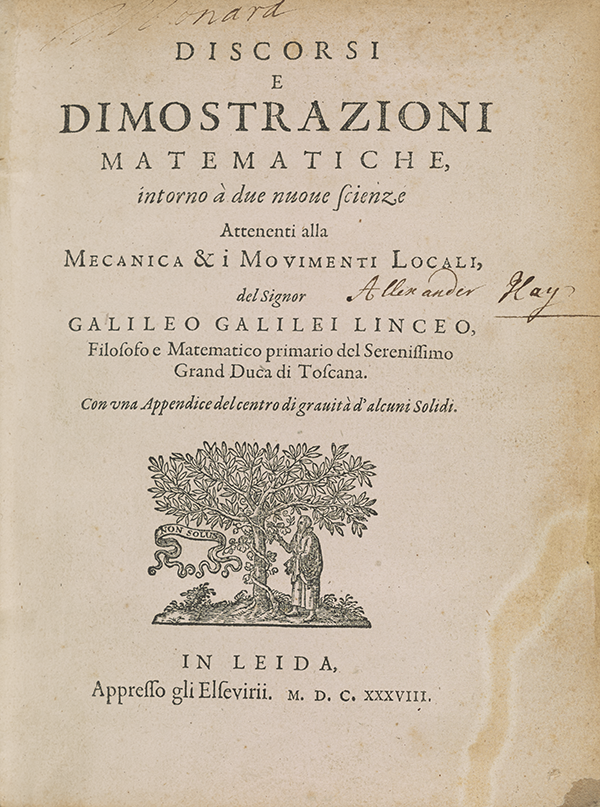 DISCORSI
E
DIMOSTRAZIONI
MATEMATICHE,
intorno à due nuoue ſcienze
Attenenti alla
MECANICA & i MOVIMENTI LOCALI,
del Signor
Allexander Hay
GALILEO GALILEI LINCEO,
Filoſofo e Matematico primario del Sereniſſimo
Grand Duca di Toſcana.
Con vna Appendice del centro di grauità d'alcuni Solidi.
NON SOLUS
IN LEIDA,
Appreſſo gli Elſevirii. M. D. C. XXXVIII.